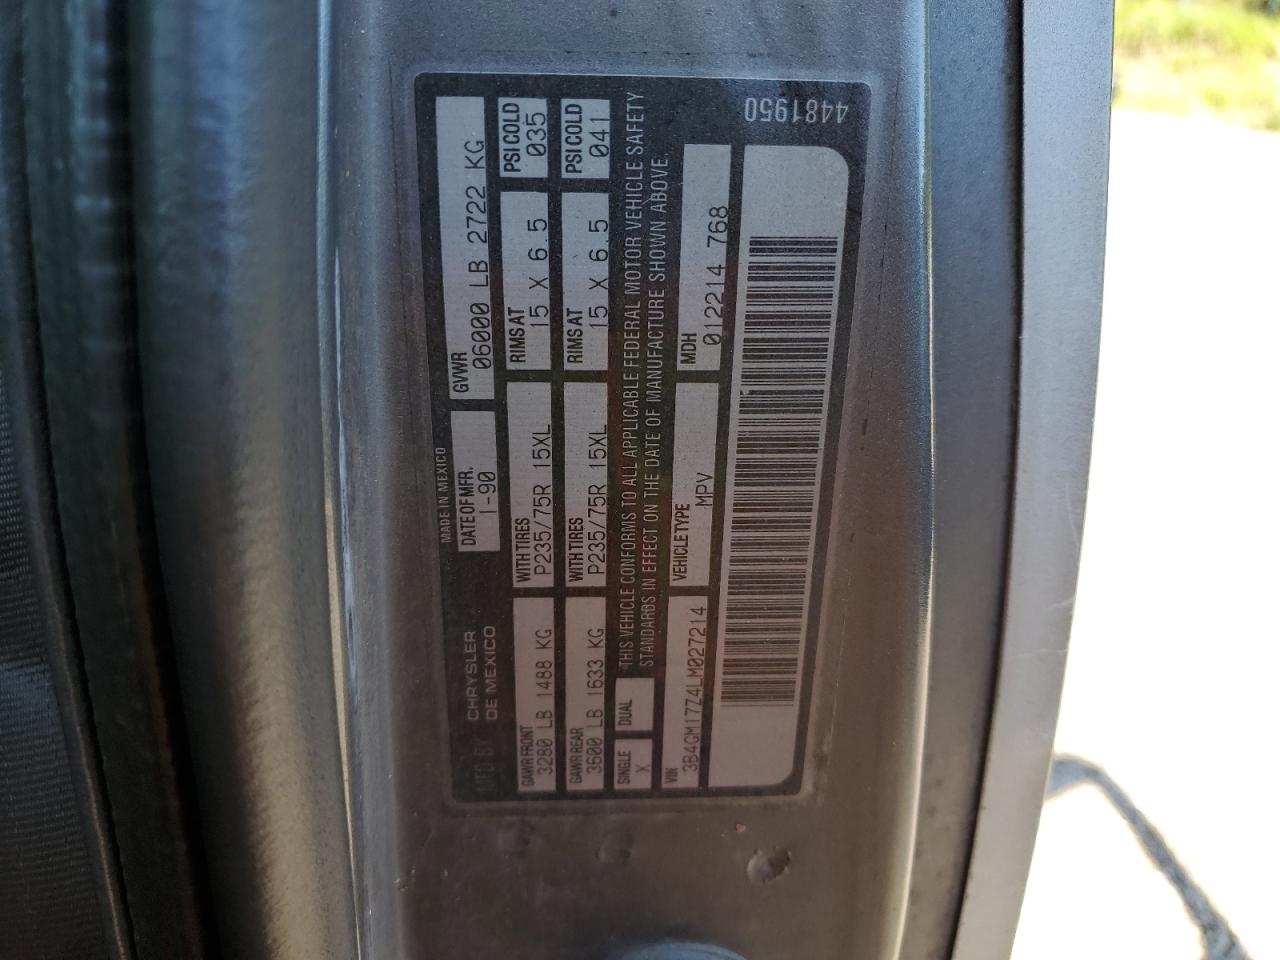 MADE IN MEXICO
MFD BY CHRYSLER DE MEXICO
DATE OF MFR. 1-90
GVWR 06000 LB 2722 KG
GAWR FRONT 3280 LB 1488 KG
WITH TIRES P235/75R 15XL
RIMS AT 15 X 6.5
PSI COLD 035
GAWR REAR 3600 LB 1633 KG
WITH TIRES P235/75R 15XL
RIMS AT 15 X 6.5
PSI COLD 041
SINGLE X
DUAL
THIS VEHICLE CONFORMS TO ALL APPLICABLE FEDERAL MOTOR VEHICLE SAFETY
STANDARDS IN EFFECT ON THE DATE OF MANUFACTURE SHOWN ABOVE.
VIN 3B4GM17Z4LM027214
VEHICLE TYPE MPV
MDH 012214 768
4481950